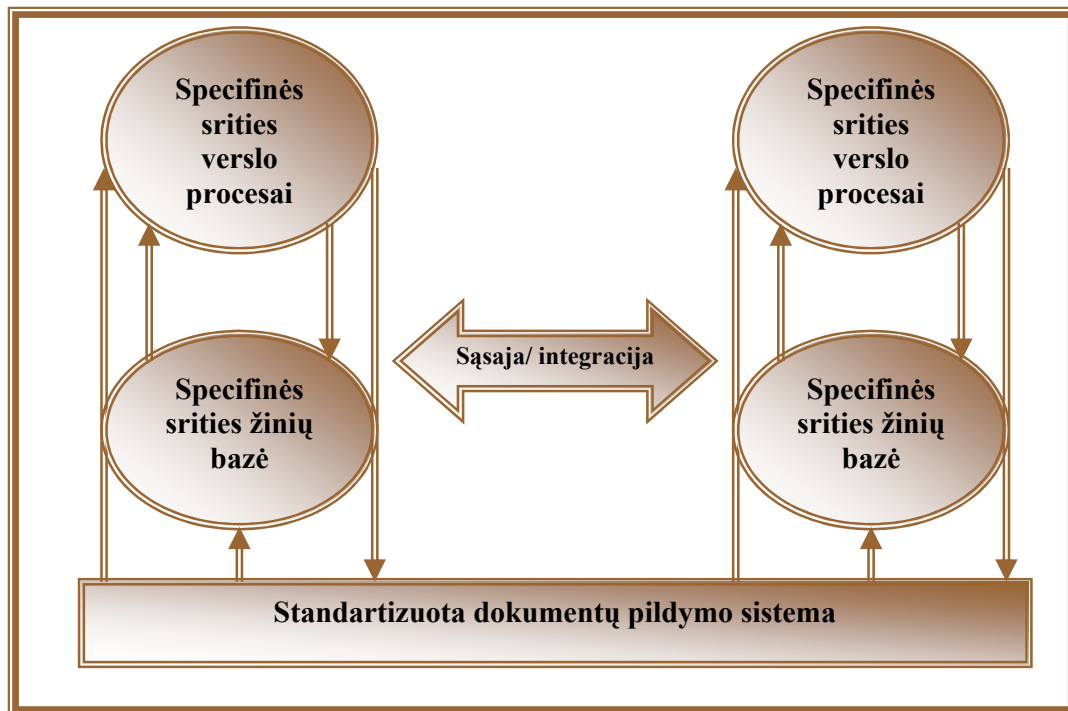 Specifinės
srities
verslo
procesai
Specifinės
srities
verslo
procesai
Sąsaja/ integracija
Specifinės
srities žinių
bazė
Specifinės
srities žinių
bazė
Standartizuota dokumentų pildymo sistema